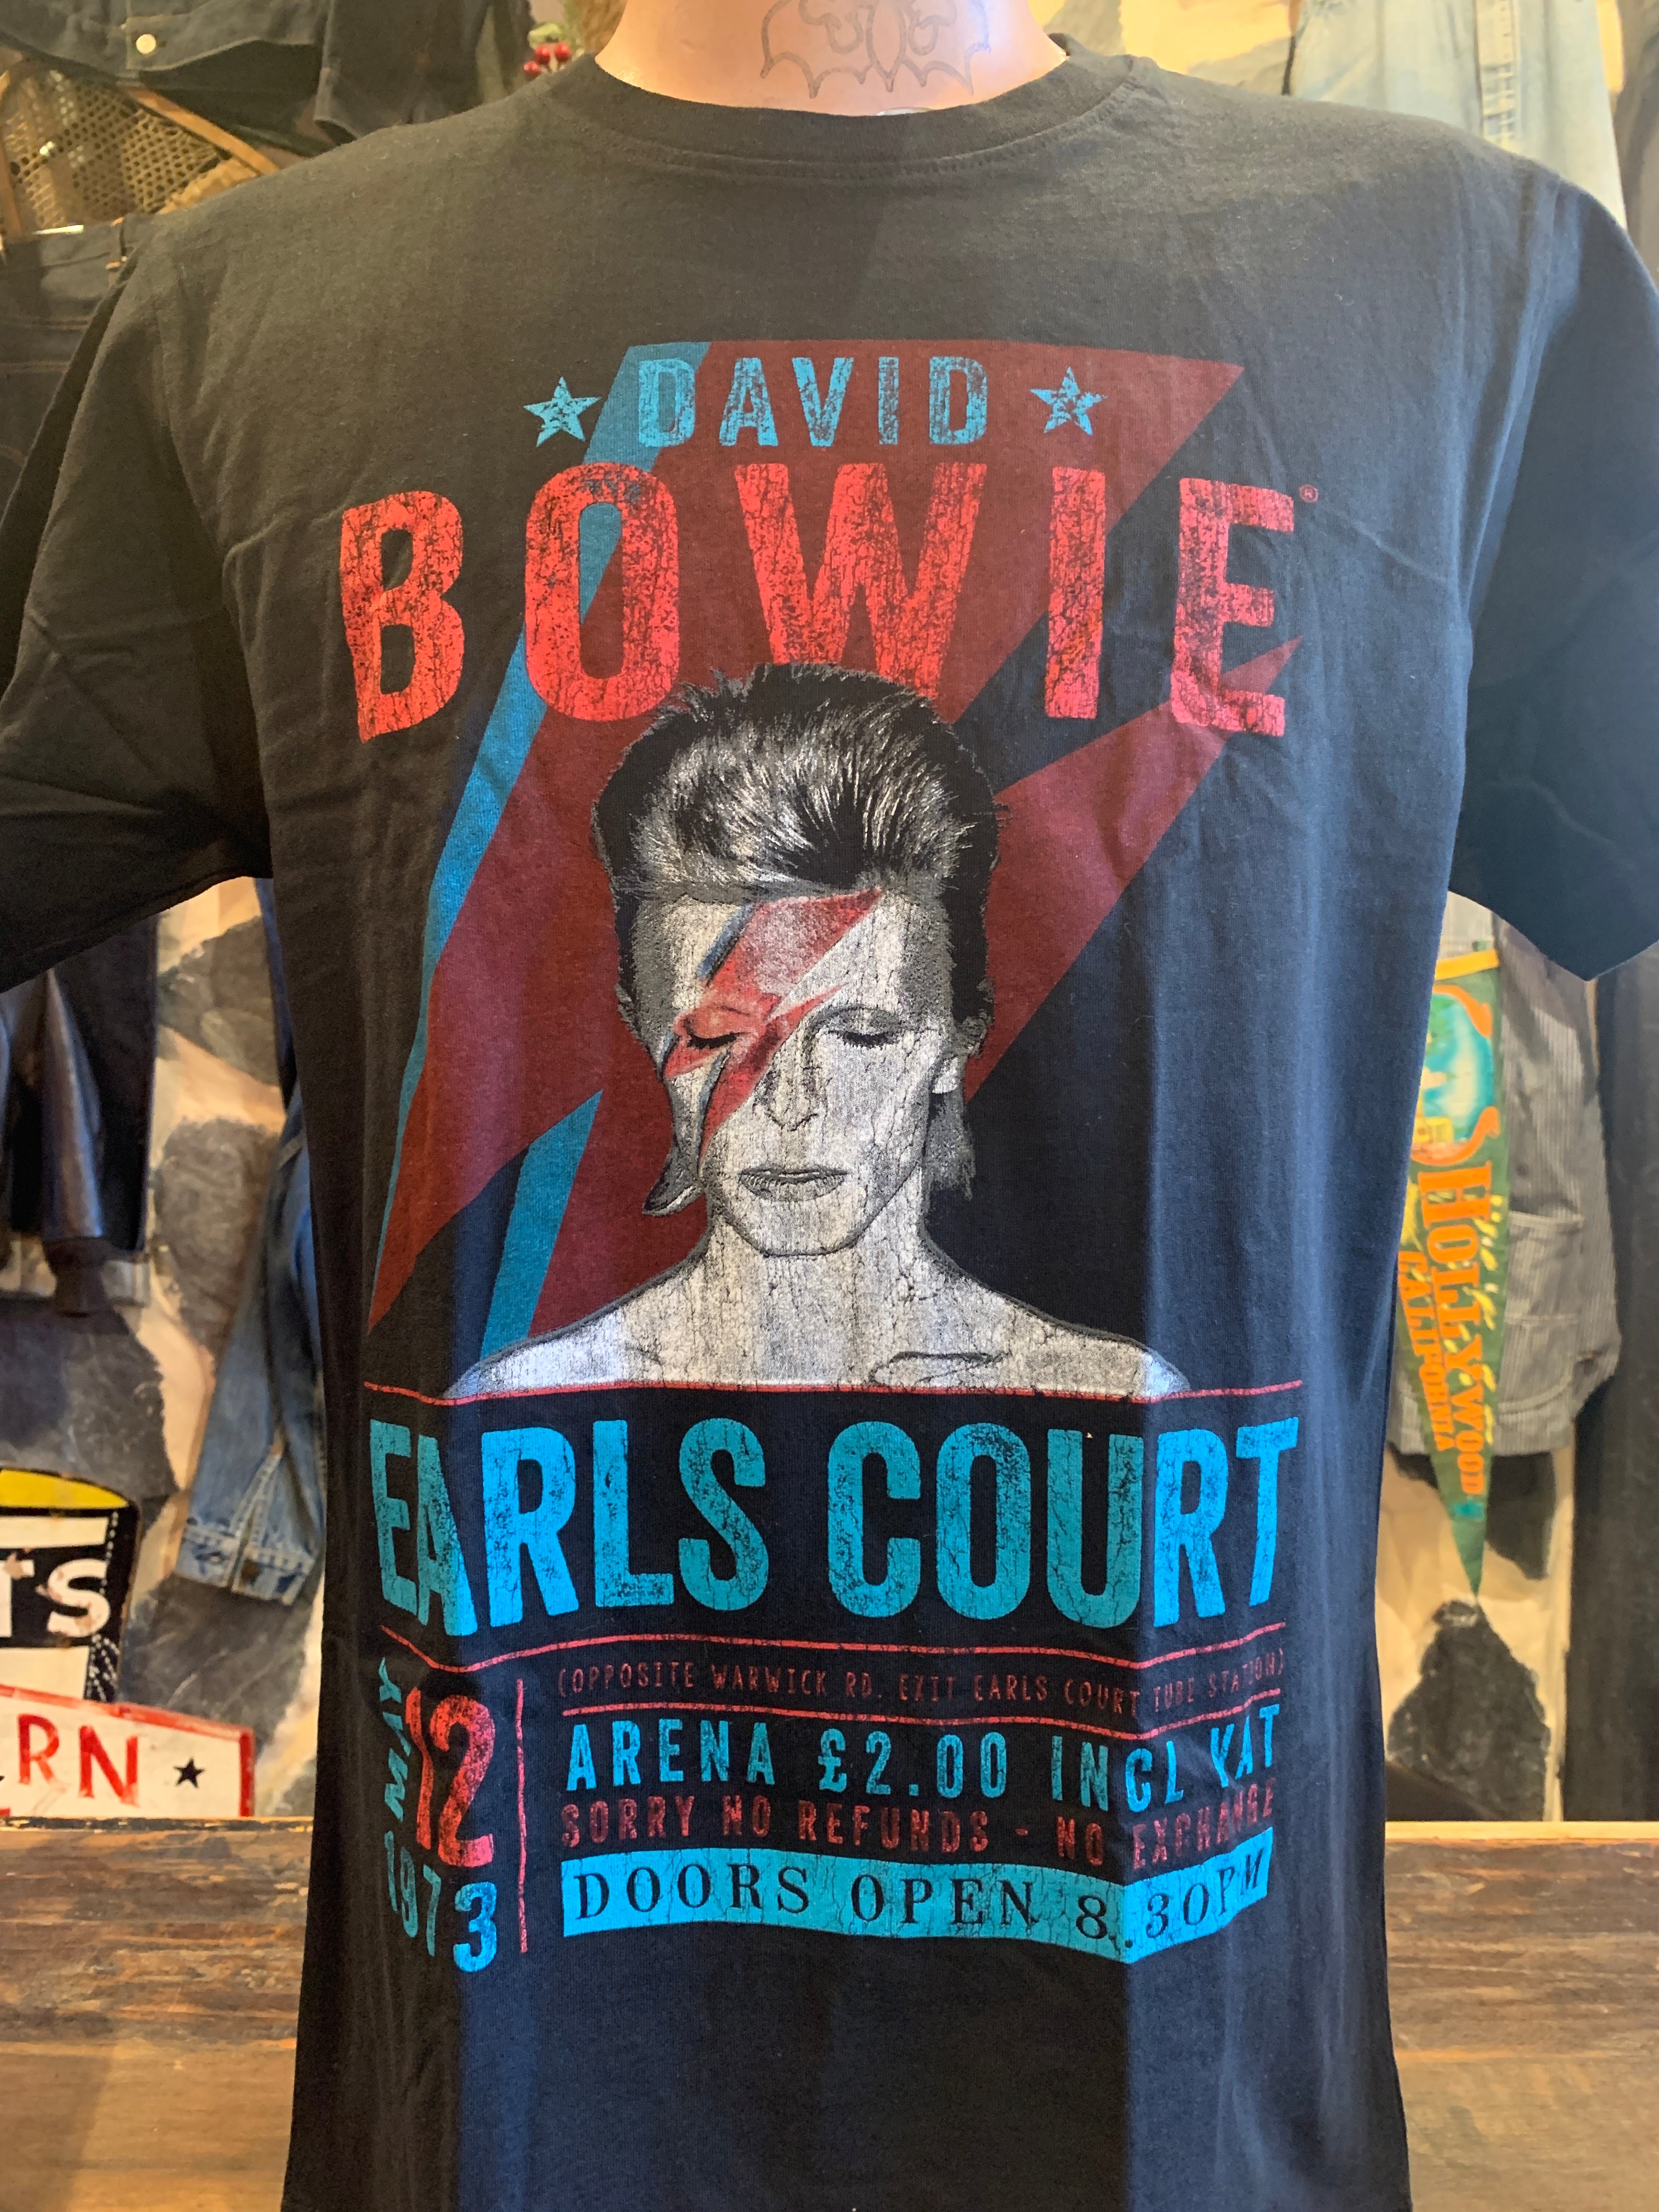 DAVID
BOWIE®
EARLS COURT
(OPPOSITE WARWICK RD. EXIT EARLS COURT TUBE STATION)
MAY 12 1973
ARENA £2.00 INCL VAT
SORRY NO REFUNDS - NO EXCHANGE
DOORS OPEN 8.30PM
HOLLYWOOD
CALIFORNIA
TS
RN